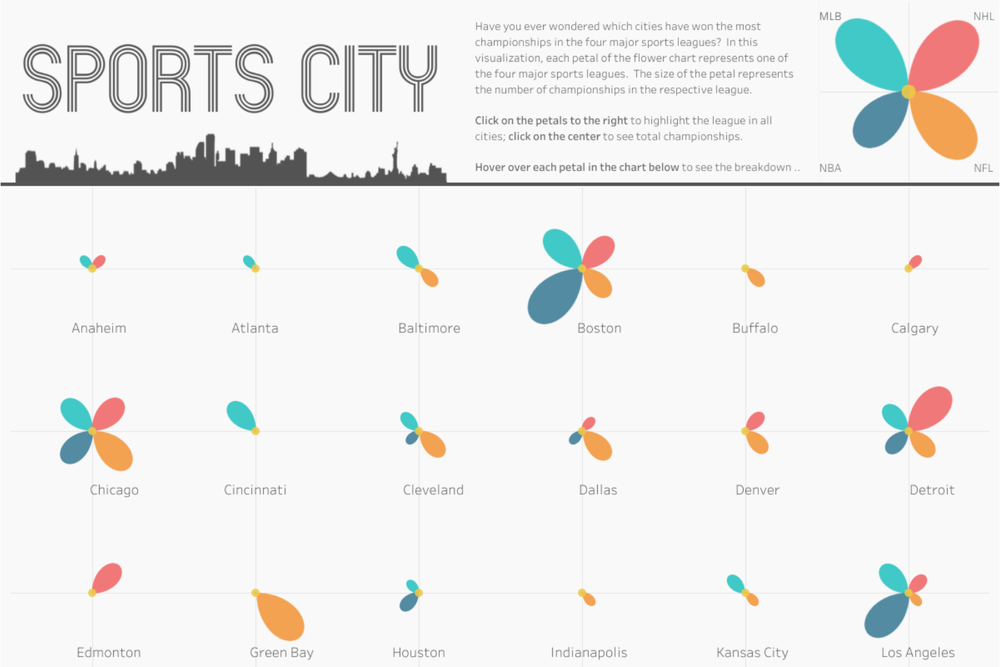 SPORTS CITY
Have you ever wondered which cities have won the most
championships in the four major sports leagues? In this
visualization, each petal of the flower chart represents one of
the four major sports leagues. The size of the petal represents
the number of championships in the respective league.
Click on the petals to the right to highlight the league in all
cities; click on the center to see total championships.
Hover over each petal in the chart below to see the breakdown ..
MLB
NHL
NBA
NFL
Anaheim
Atlanta
Baltimore
Boston
Buffalo
Calgary
Chicago
Cincinnati
Cleveland
Dallas
Denver
Detroit
Edmonton
Green Bay
Houston
Indianapolis
Kansas City
Los Angeles